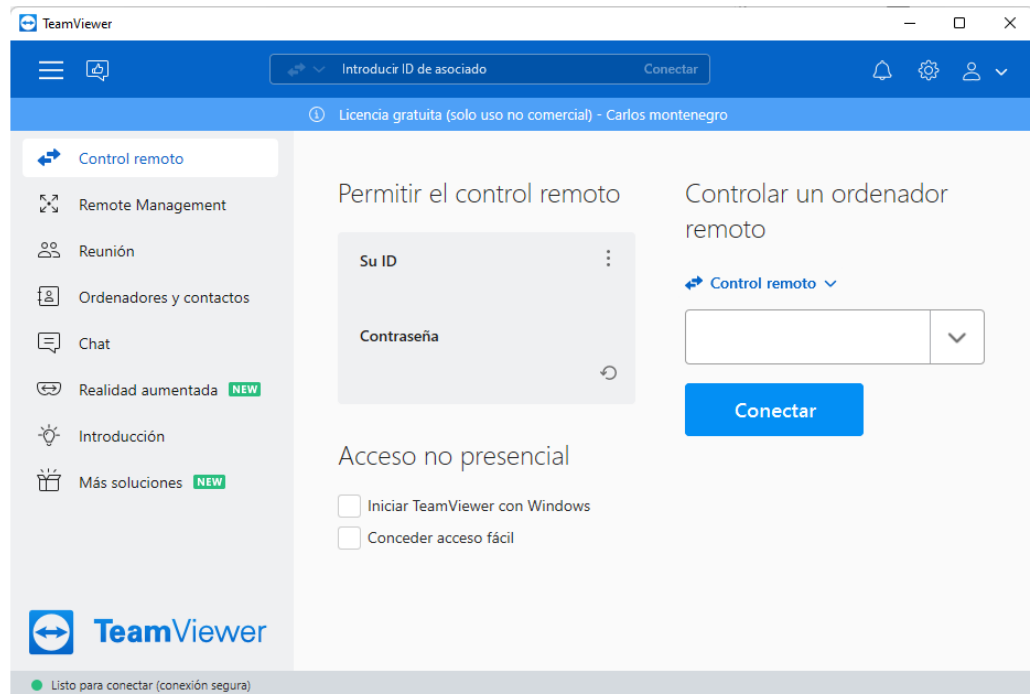 TeamViewer
Introducir ID de asociado Conectar
Licencia gratuita (solo uso no comercial) - Carlos montenegro
Control remoto
Remote Management
Reunión
Ordenadores y contactos
Chat
Realidad aumentada NEW
Introducción
Más soluciones NEW
TeamViewer
Permitir el control remoto
Su ID
Contraseña
Acceso no presencial
Iniciar TeamViewer con Windows
Conceder acceso fácil
Controlar un ordenador
remoto
Control remoto
Conectar
Listo para conectar (conexión segura)